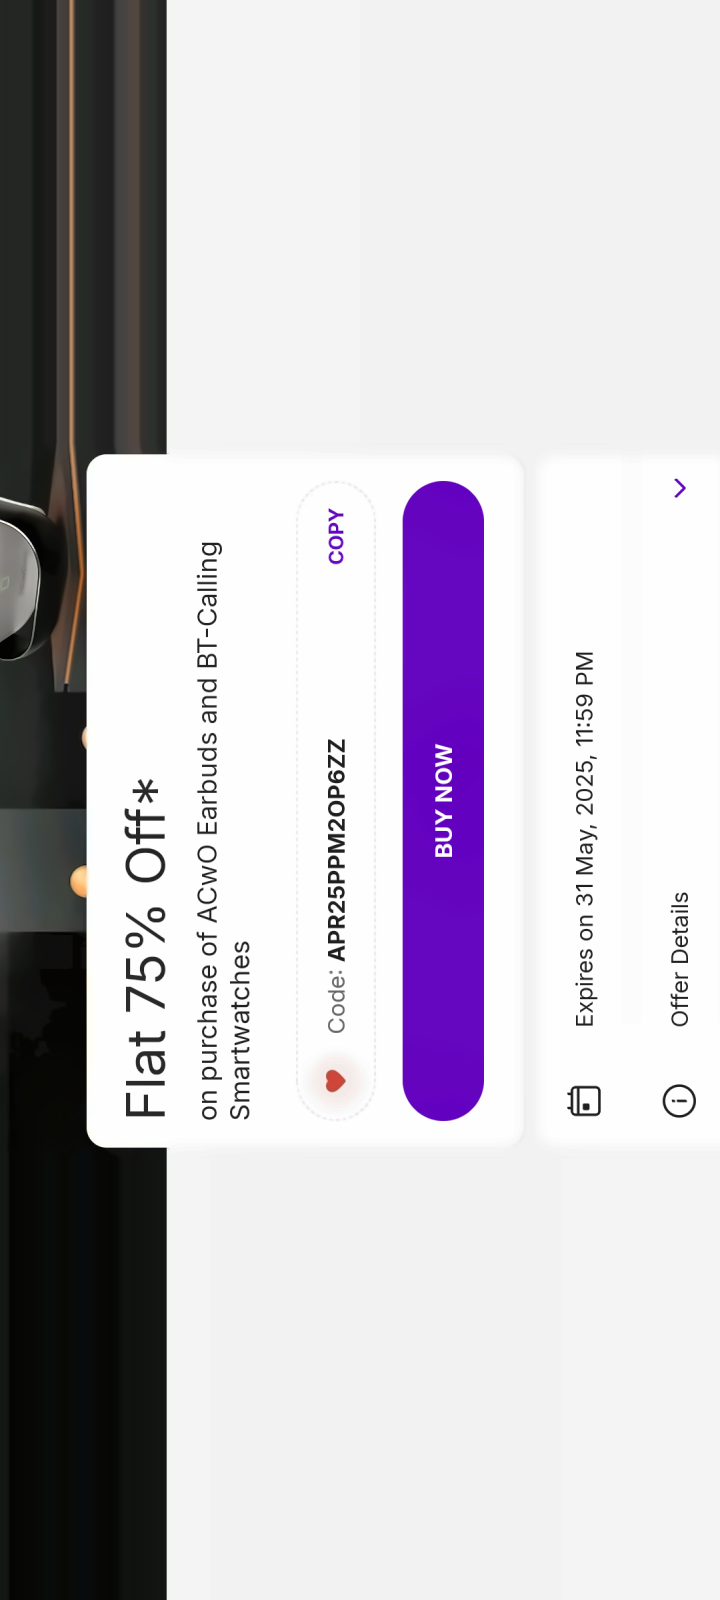 Flat 75% Off*
on purchase of ACwO Earbuds and BT-Calling
Smartwatches
Code: APR25PPM2OP6ZZ
COPY
BUY NOW
Expires on 31 May, 2025, 11:59 PM
Offer Details